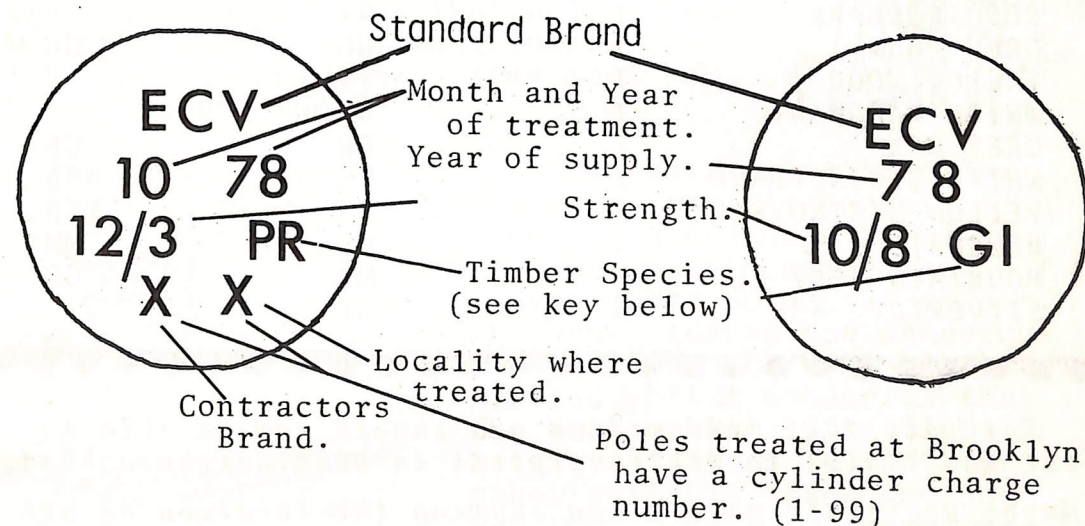 Standard Brand
ECV
10 78
12/3 PR
X X
Month and Year
of treatment.
Year of supply.
Strength.
Timber Species.
(see key below)
Locality where
treated.
Contractors
Brand.
Poles treated at Brooklyn
have a cylinder charge
number. (1-99)
ECV
78
10/8 GI